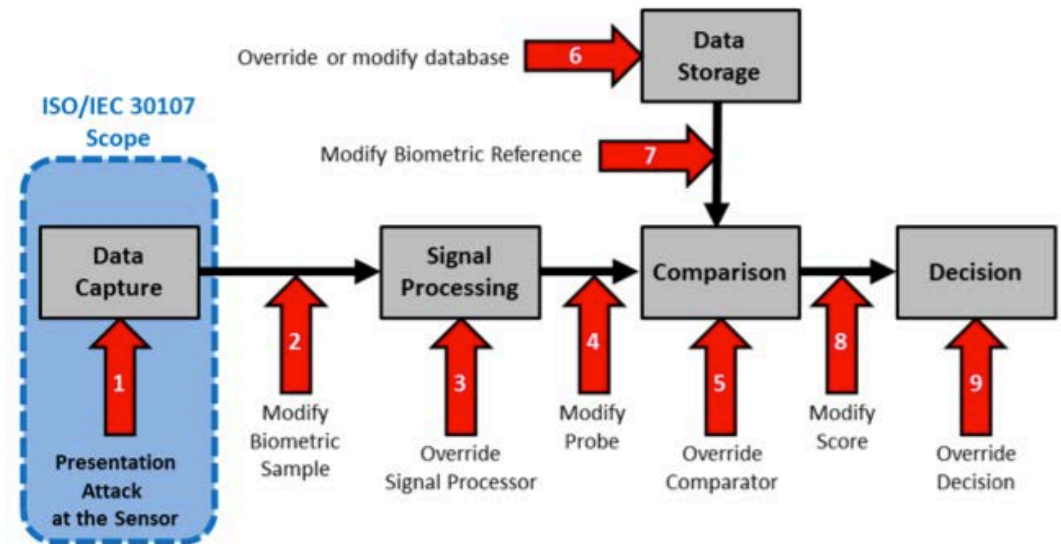 Override or modify database
6
Data
Storage
ISO/IEC 30107
Scope
Modify Biometric Reference
7
Data
Capture
Signal
Processing
Comparison
Decision
1
2
3
4
5
8
9
Presentation
Attack
at the Sensor
Modify
Biometric
Sample
Override
Signal Processor
Modify
Probe
Override
Comparator
Modify
Score
Override
Decision